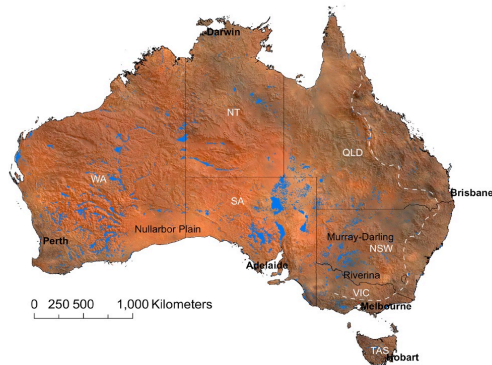 Darwin
NT
QLD
WA
Brisbane
SA
Nullarbor Plain
Murray-Darling
NSW
Perth
Adelaide
Riverina
VIC
Melbourne
0 250 500 1,000 Kilometers
TAS
Hobart